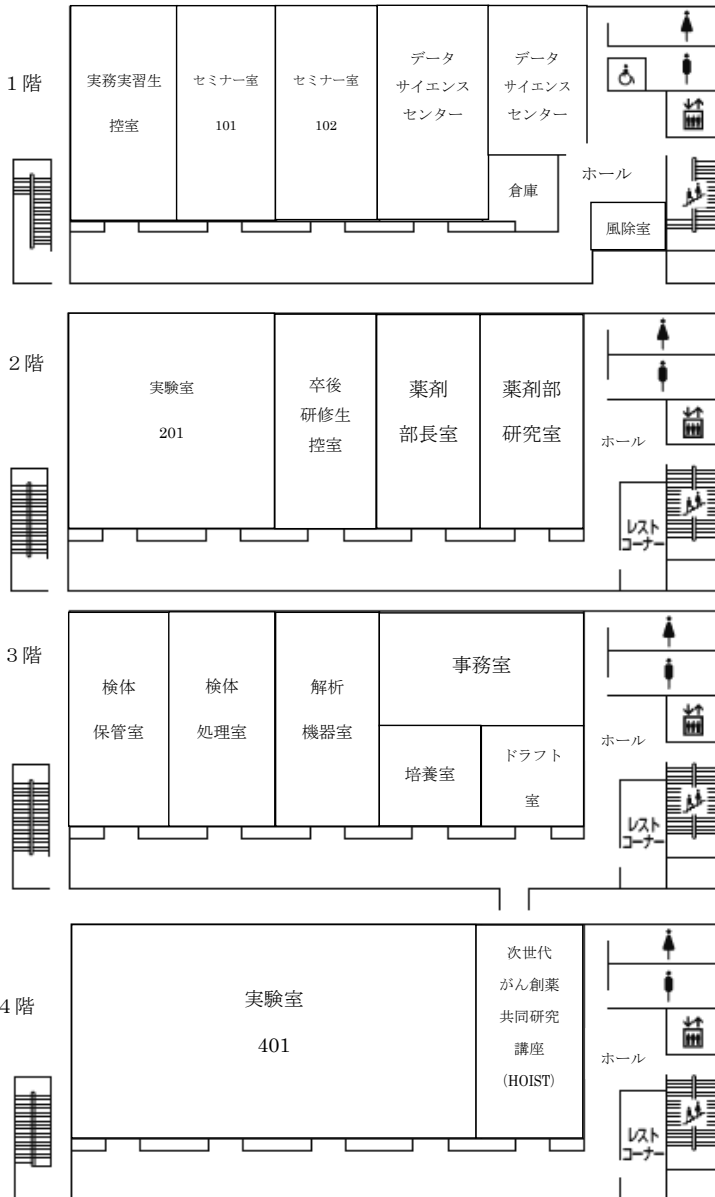 1階
実務実習生
控室
セミナー室
101
セミナー室
102
データ
サイエンス
センター
データ
サイエンス
センター
倉庫
ホール
風除室
2階
実験室
201
卒後
研修生
控室
薬剤
部長室
薬剤部
研究室
ホール
レスト
コーナー
3階
検体
保管室
検体
処理室
解析
機器室
事務室
培養室
ドラフト
室
ホール
レスト
コーナー
4階
実験室
401
次世代
がん創薬
共同研究
講座
(HOIST)
ホール
レスト
コーナー